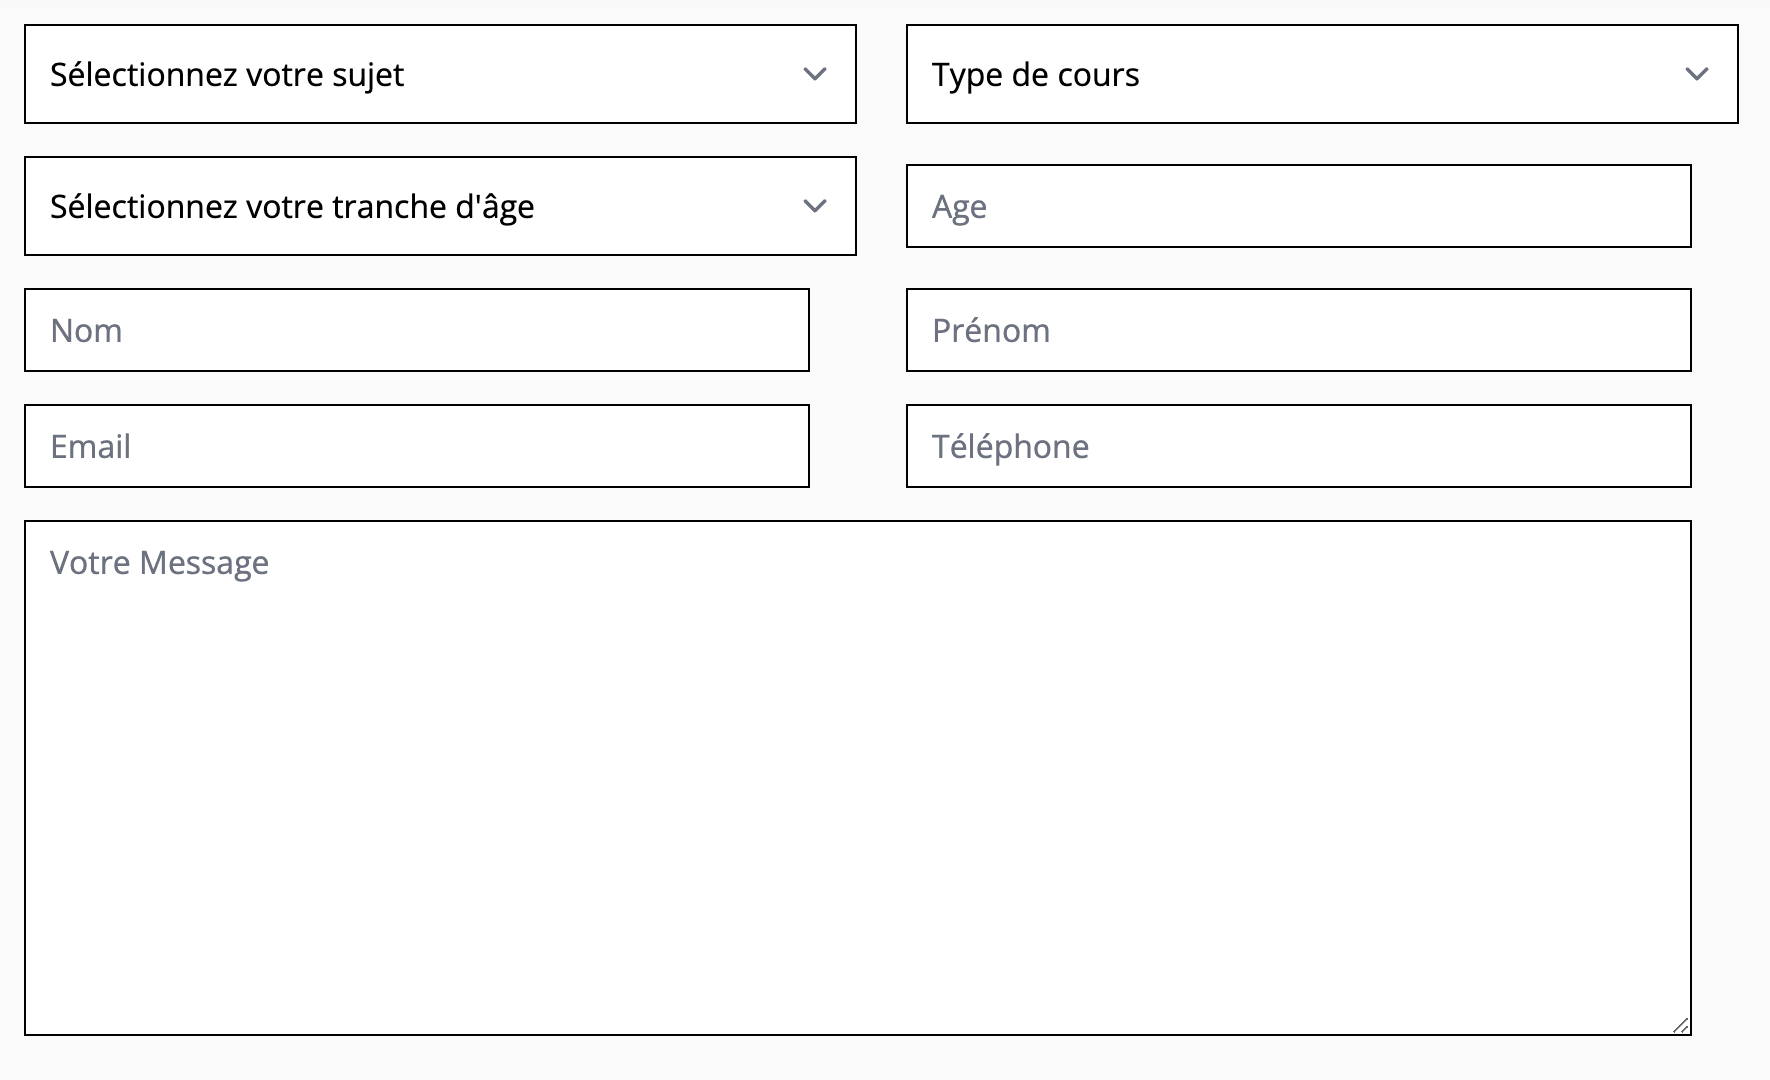 Sélectionnez votre sujet
Type de cours
Sélectionnez votre tranche d'âge
Age
Nom
Prénom
Email
Téléphone
Votre Message